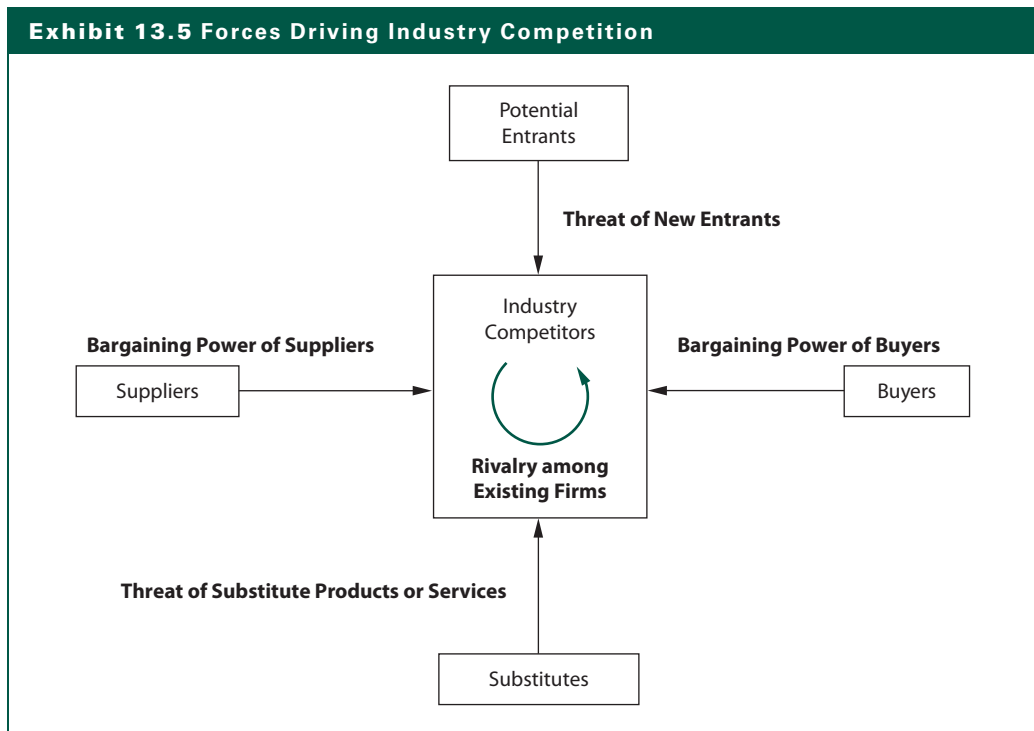 Exhibit 13.5 Forces Driving Industry Competition
Potential
Entrants
Threat of New Entrants
Industry
Competitors
Bargaining Power of Suppliers
Suppliers
Bargaining Power of Buyers
Buyers
Rivalry among
Existing Firms
Threat of Substitute Products or Services
Substitutes